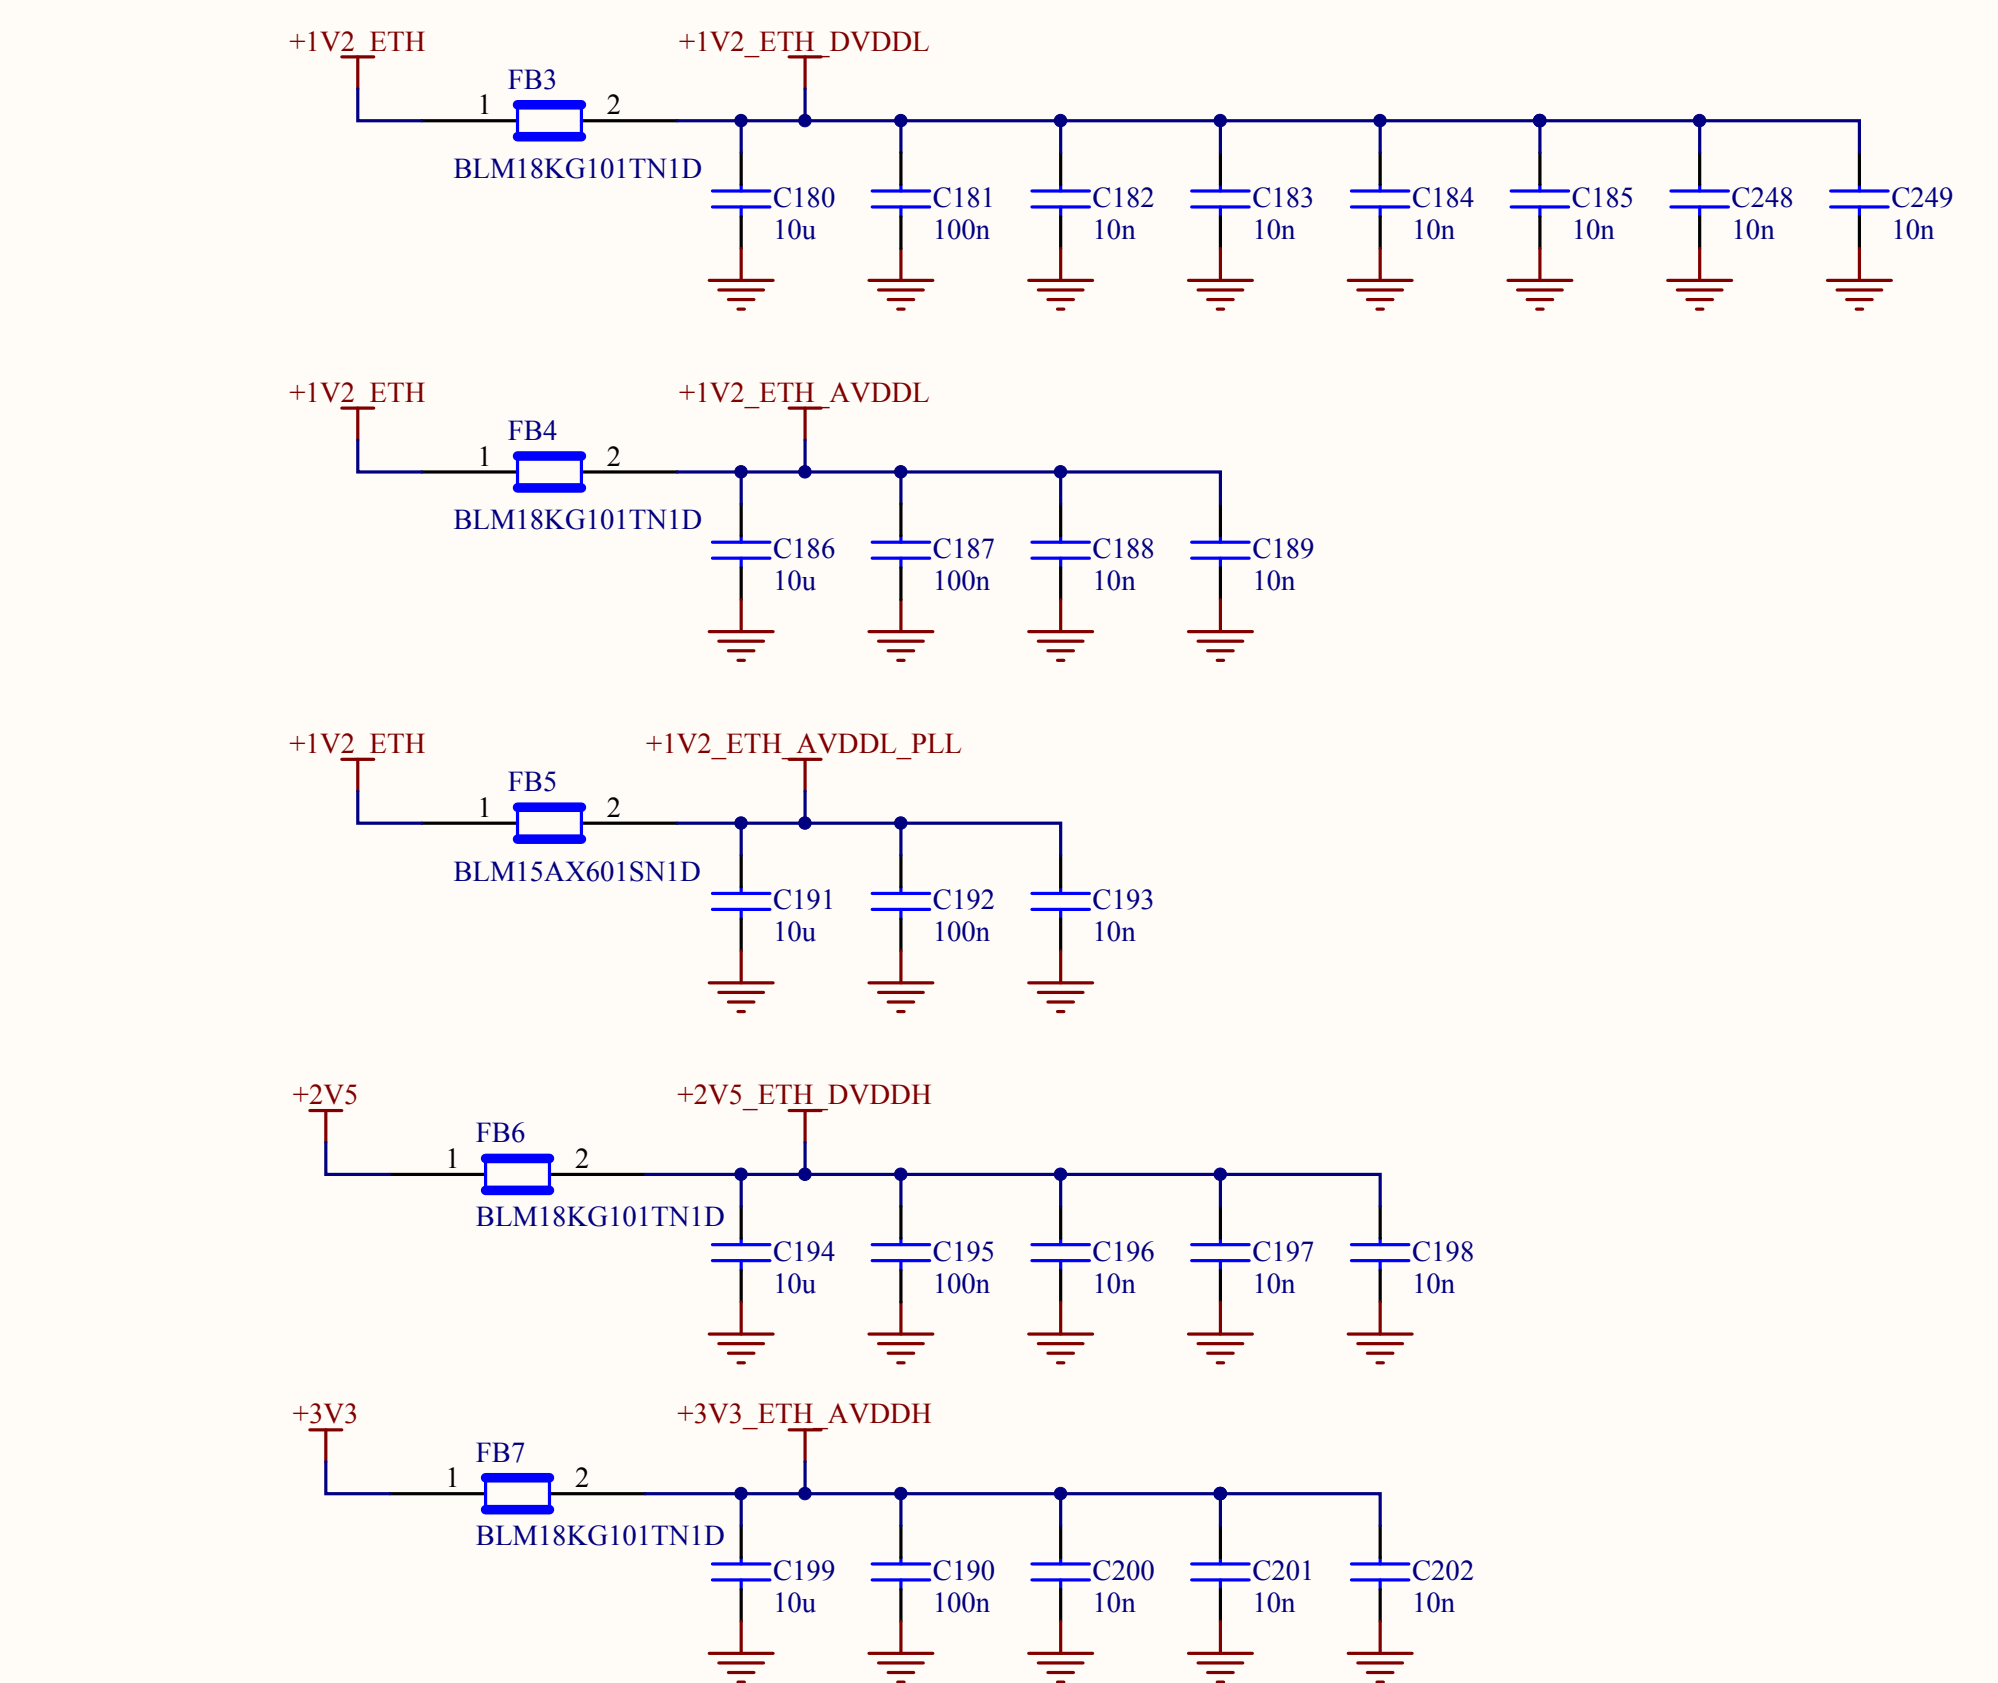 +1V2_ETH +1V2_ETH_DVDDL
FB3
1 2
BLM18KG101TN1D
C180 C181 C182 C183 C184 C185 C248 C249
10u 100n 10n 10n 10n 10n 10n 10n
+1V2_ETH +1V2_ETH_AVDDL
FB4
1 2
BLM18KG101TN1D
C186 C187 C188 C189
10u 100n 10n 10n
+1V2_ETH +1V2_ETH_AVDDL_PLL
FB5
1 2
BLM15AX601SN1D
C191 C192 C193
10u 100n 10n
+2V5 +2V5_ETH_DVDDH
FB6
1 2
BLM18KG101TN1D
C194 C195 C196 C197 C198
10u 100n 10n 10n 10n
+3V3 +3V3_ETH_AVDDH
FB7
1 2
BLM18KG101TN1D
C199 C190 C200 C201 C202
10u 100n 10n 10n 10n